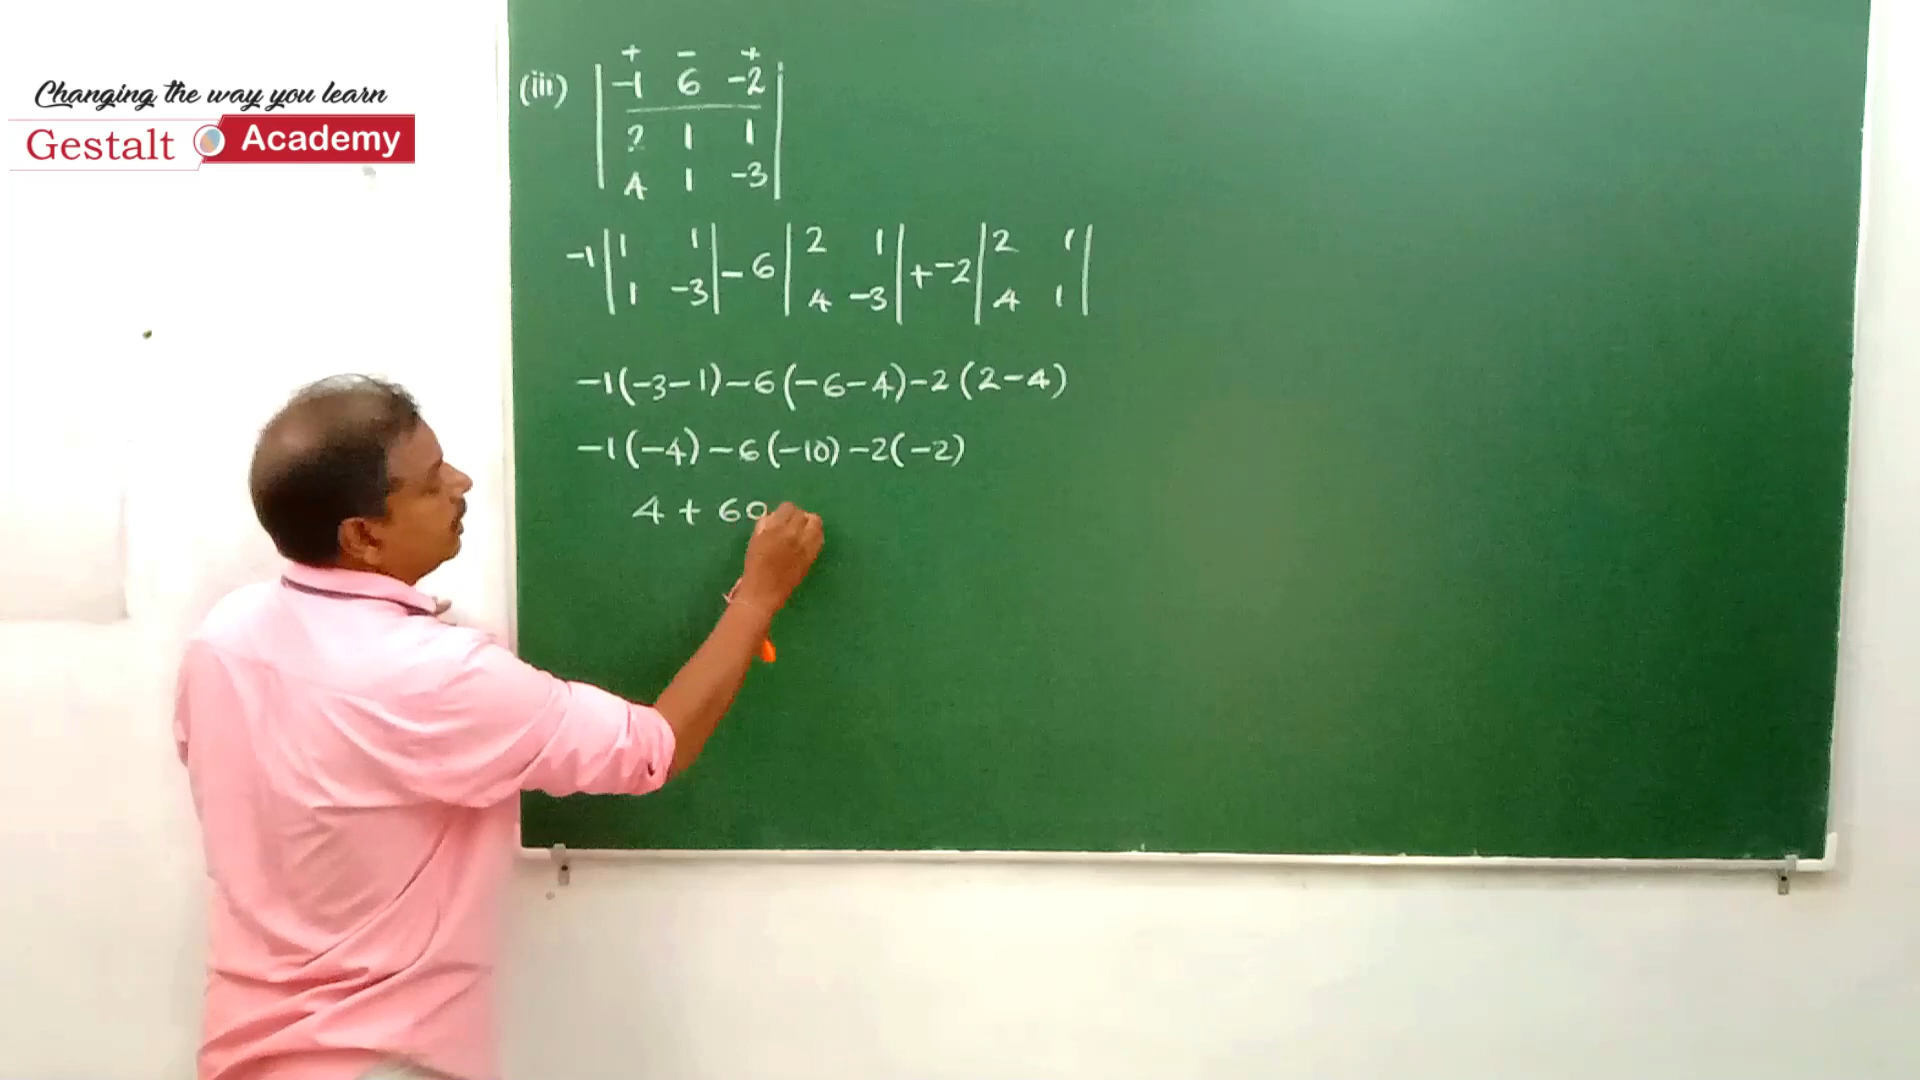 Changing the way you learn
Gestalt Academy
+ − +
(iii) | −1 6 −2 |
| 2 1 1 |
| 4 1 −3 |
−1 | 1 1 | − 6 | 2 1 | + −2 | 2 1 |
| 1 −3 | | 4 −3 | | 4 1 |
−1(−3−1)−6(−6−4)−2(2−4)
−1(−4)−6(−10)−2(−2)
4 + 60